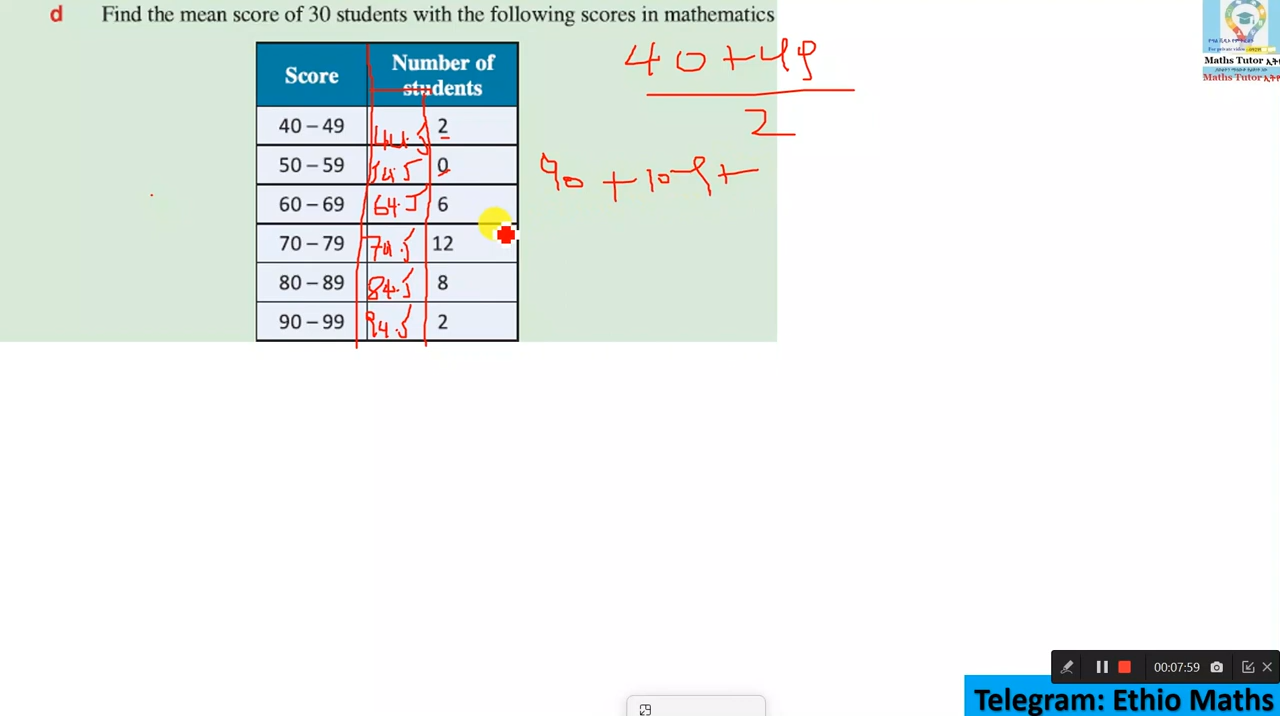 d Find the mean score of 30 students with the following scores in mathematics
Score Number of students
40 – 49 44.5 2
50 – 59 54.5 0
60 – 69 64.5 6
70 – 79 74.5 12
80 – 89 84.5 8
90 – 99 94.5 2
40 + 49
2
90 + 109 +
Maths Tutor
Maths Tutor
00:07:59
Telegram: Ethio Maths